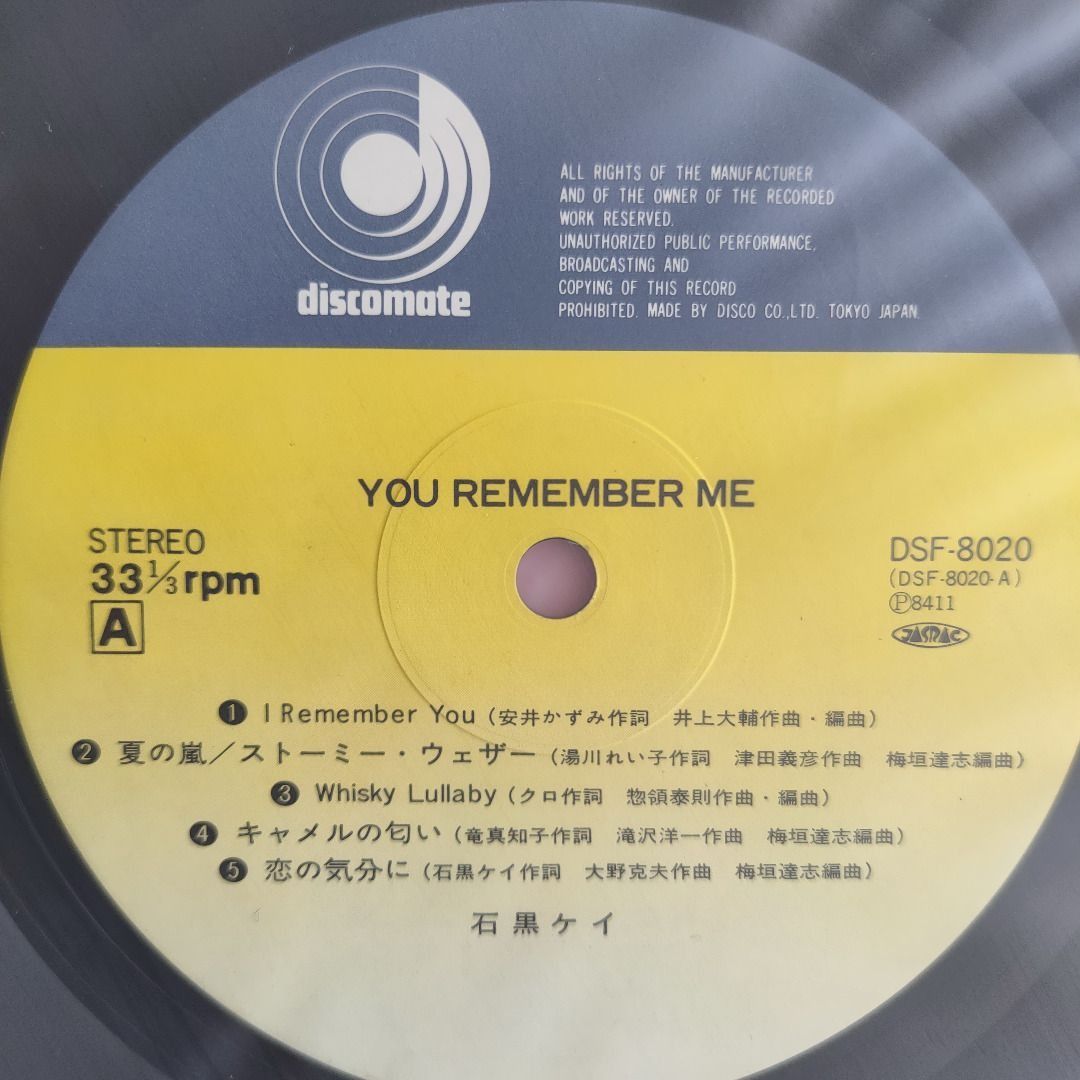 discomate
ALL RIGHTS OF THE MANUFACTURER
AND OF THE OWNER OF THE RECORDED
WORK RESERVED.
UNAUTHORIZED PUBLIC PERFORMANCE,
BROADCASTING AND
COPYING OF THIS RECORD
PROHIBITED. MADE BY DISCO CO.,LTD. TOKYO JAPAN.
YOU REMEMBER ME
STEREO
33 1/3 rpm
A
DSF-8020
(DSF-8020-A)
Ⓟ8411
JASRAC
❶ I Remember You (安井かずみ作詞 井上大輔作曲・編曲)
❷ 夏の嵐／ストーミー・ウェザー (湯川れい子作詞 津田義彦作曲 梅垣達志編曲)
❸ Whisky Lullaby (クロ作詞 惣領泰則作曲・編曲)
❹ キャメルの匂い (竜真知子作詞 滝沢洋一作曲 梅垣達志編曲)
❺ 恋の気分に (石黒ケイ作詞 大野克夫作曲 梅垣達志編曲)
石黒ケイ